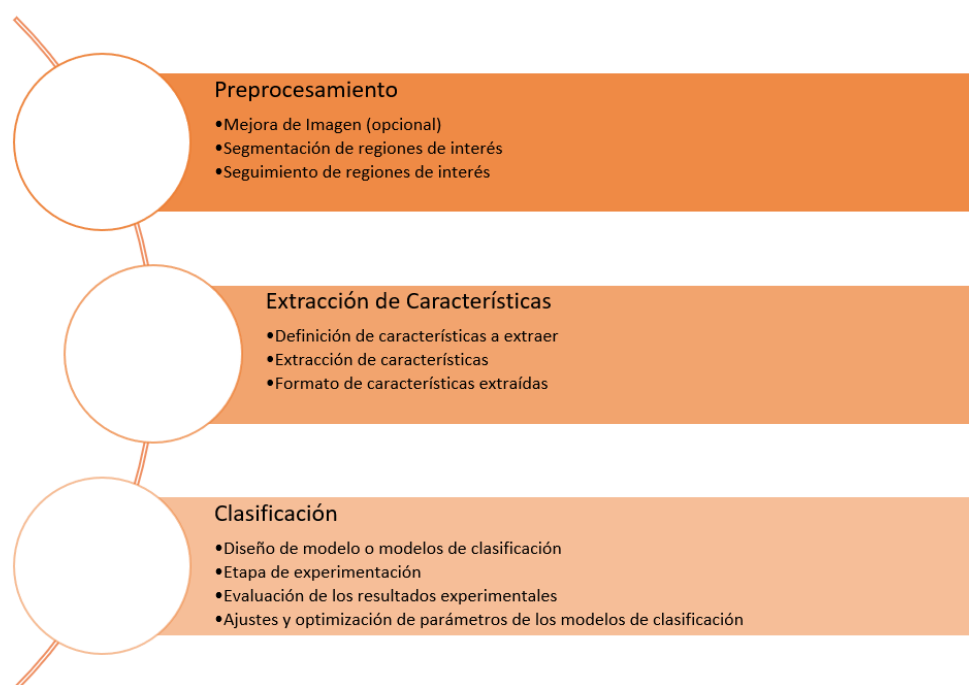 Preprocesamiento
•Mejora de Imagen (opcional)
•Segmentación de regiones de interés
•Seguimiento de regiones de interés
Extracción de Características
•Definición de características a extraer
•Extracción de características
•Formato de características extraídas
Clasificación
•Diseño de modelo o modelos de clasificación
•Etapa de experimentación
•Evaluación de los resultados experimentales
•Ajustes y optimización de parámetros de los modelos de clasificación